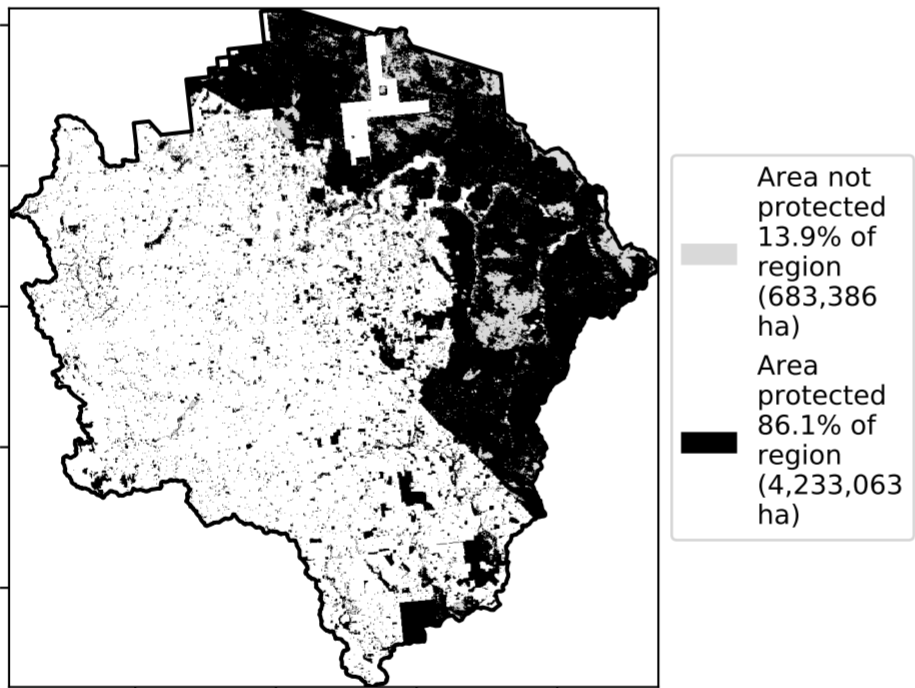 Area not
protected
13.9% of
region
(683,386
ha)
Area
protected
86.1% of
region
(4,233,063
ha)